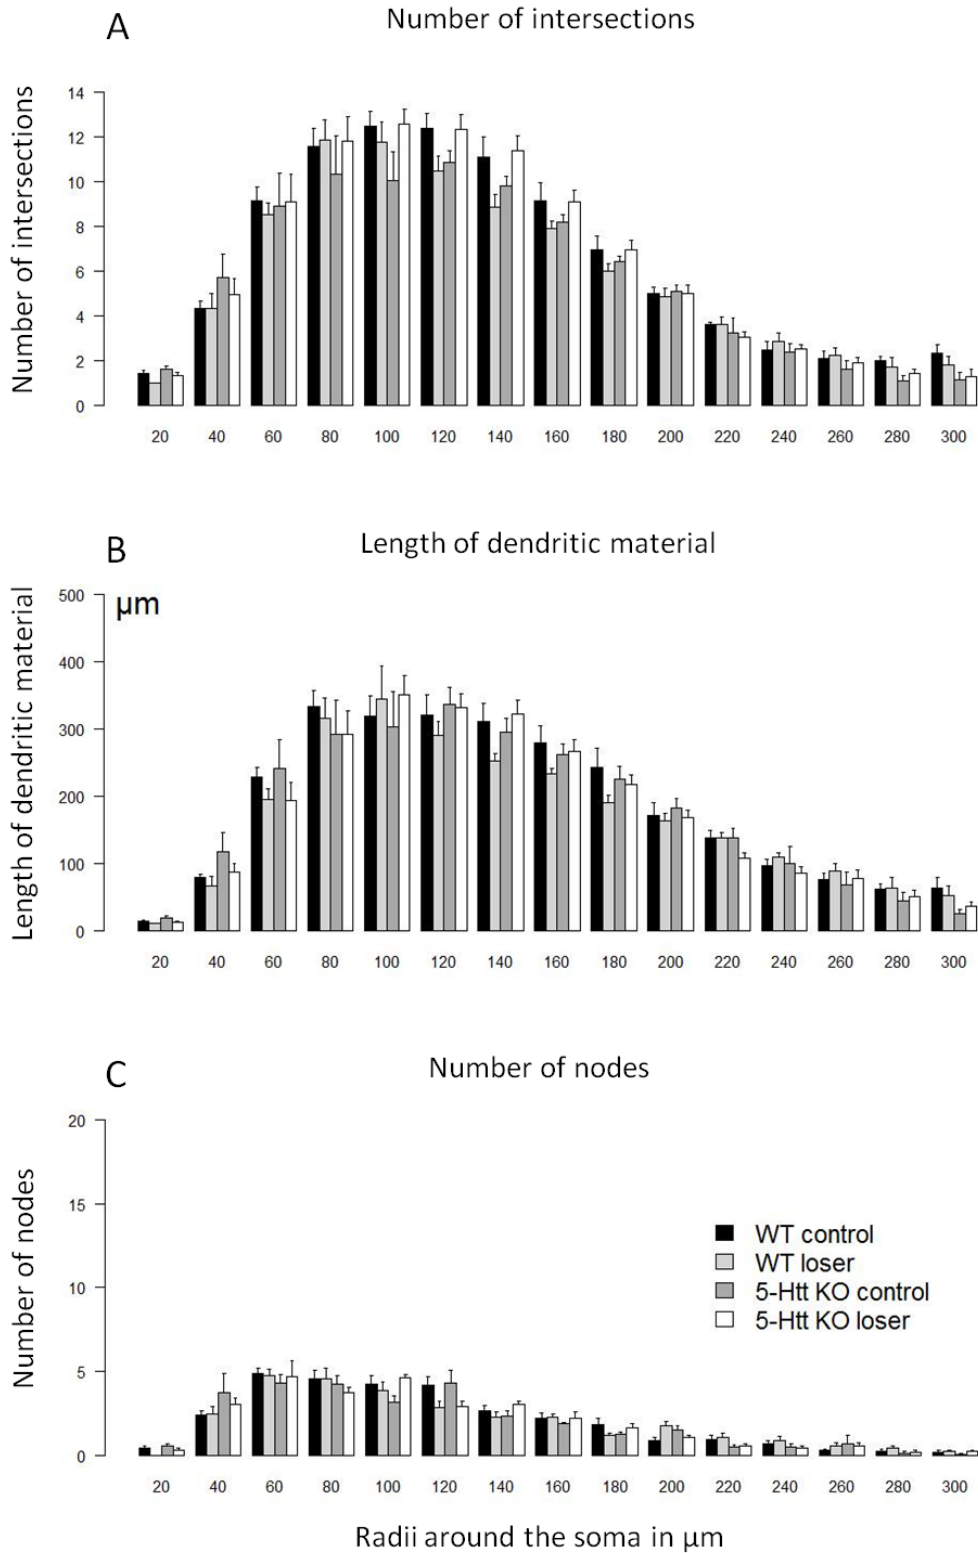 A
Number of intersections
Number of intersections
14
12
10
8
6
4
2
0
20 40 60 80 100 120 140 160 180 200 220 240 260 280 300
B
Length of dendritic material
Length of dendritic material
µm
500
400
300
200
100
0
20 40 60 80 100 120 140 160 180 200 220 240 260 280 300
C
Number of nodes
Number of nodes
20
15
10
5
0
WT control
WT loser
5-Htt KO control
5-Htt KO loser
20 40 60 80 100 120 140 160 180 200 220 240 260 280 300
Radii around the soma in µm